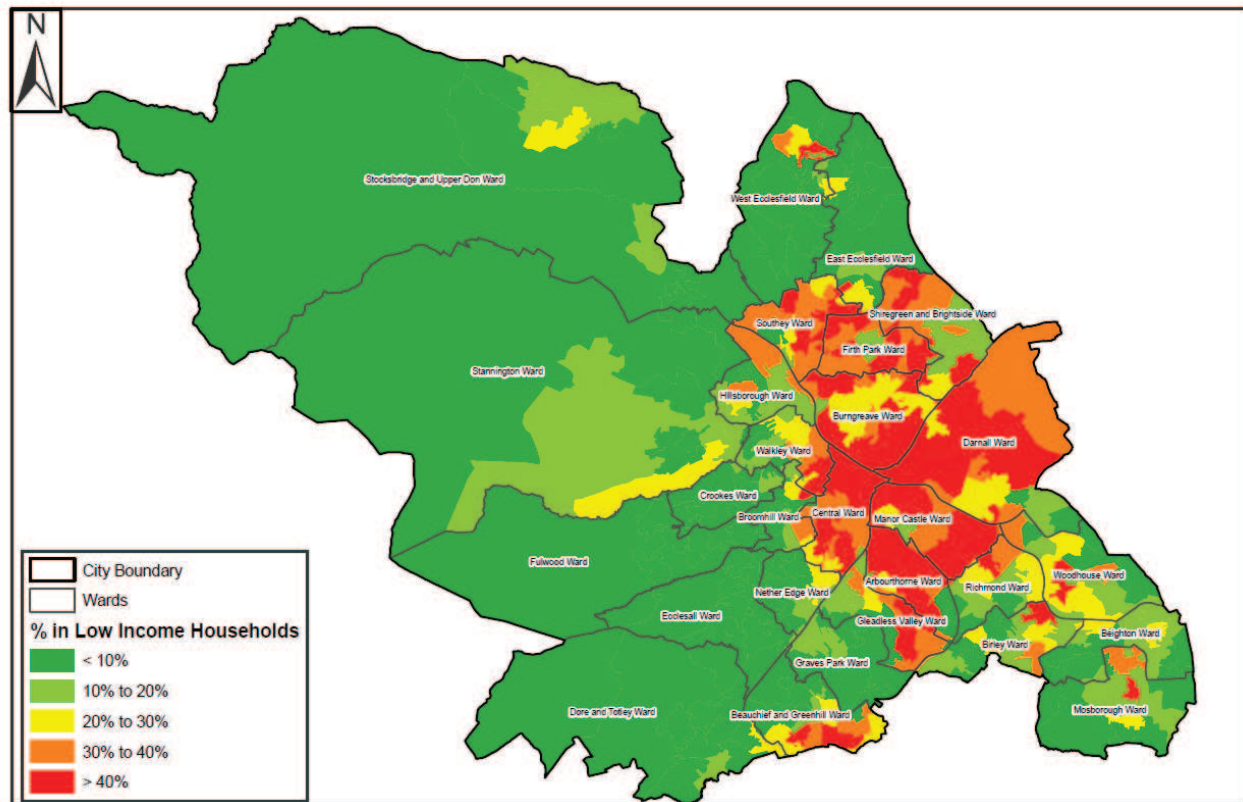 N
Stocksbridge and Upper Don Ward
West Ecclesfield Ward
East Ecclesfield Ward
Shiregreen and Brightside Ward
Southey Ward
Firth Park Ward
Stannington Ward
Hillsborough Ward
Burngreave Ward
Darnall Ward
Walkley Ward
Crookes Ward
Broomhill Ward
Central Ward
Manor Castle Ward
Fulwood Ward
Woodhouse Ward
Arbourthorne Ward
Richmond Ward
Nether Edge Ward
Ecclesall Ward
Gleadless Valley Ward
Birley Ward
Beighton Ward
Graves Park Ward
Dore and Totley Ward
Beauchief and Greenhill Ward
Mosborough Ward
City Boundary
Wards
% in Low Income Households
< 10%
10% to 20%
20% to 30%
30% to 40%
> 40%